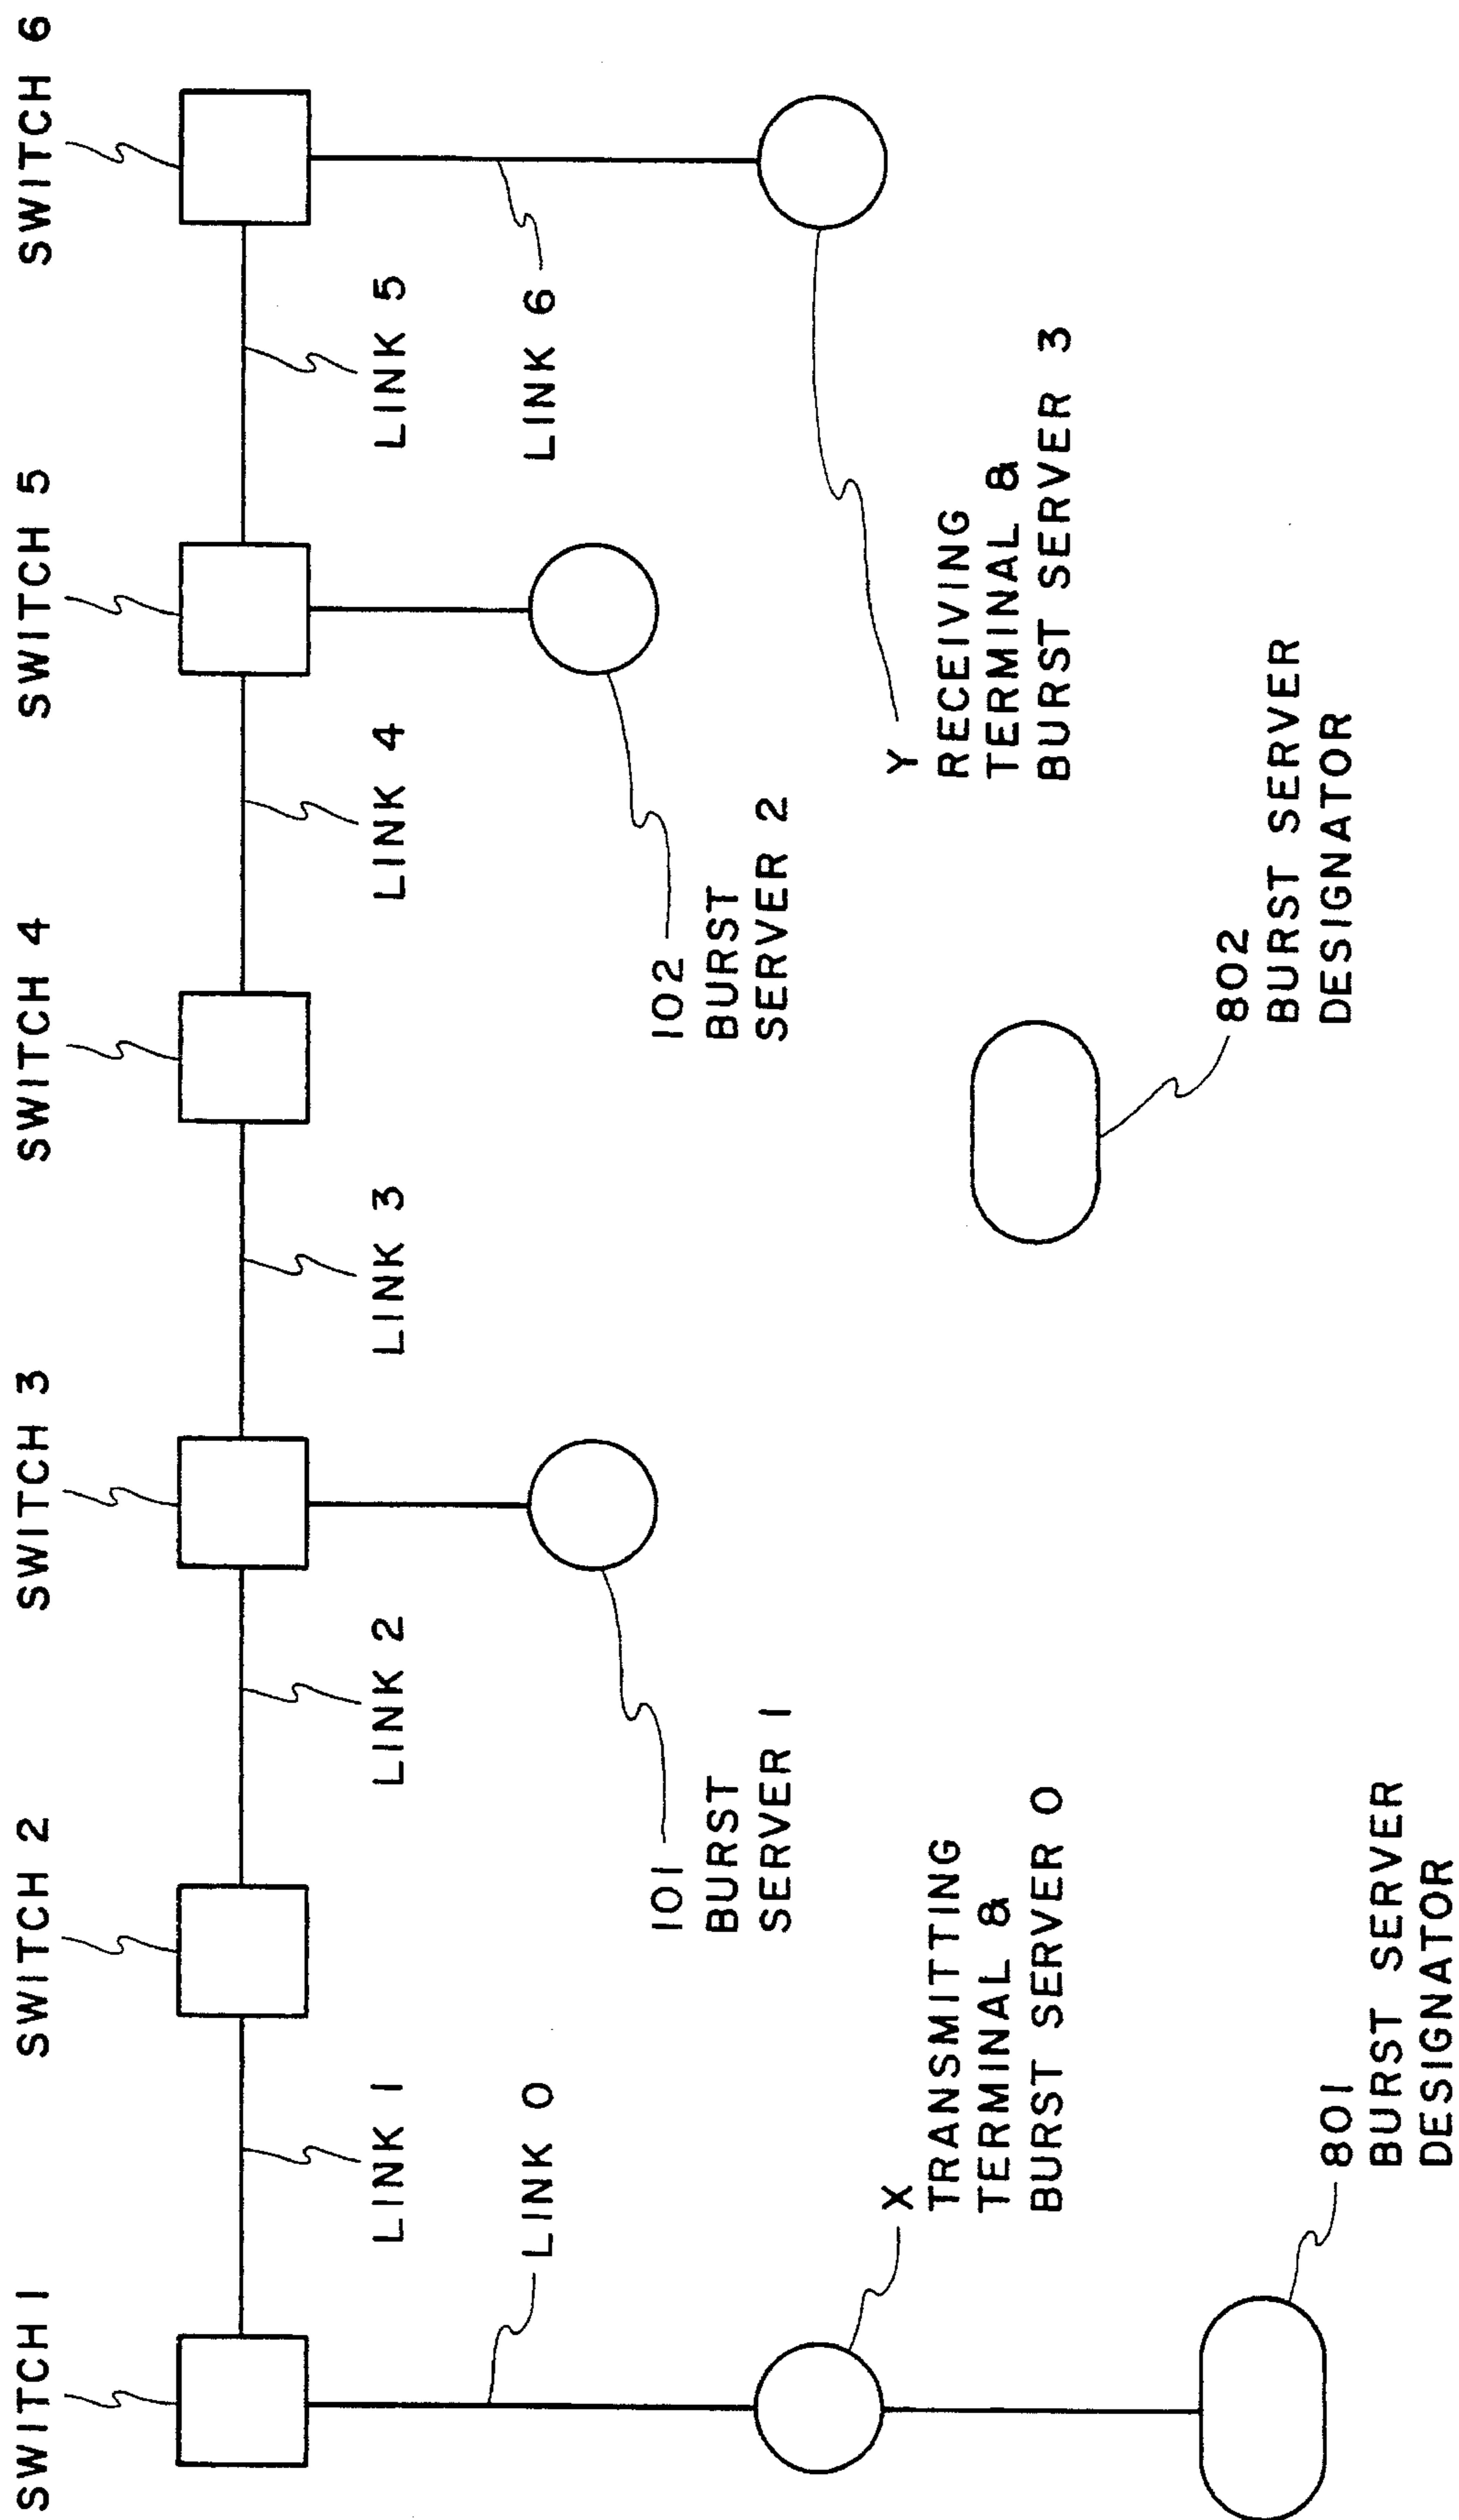 SWITCH 1
SWITCH 2
SWITCH 3
SWITCH 4
SWITCH 5
SWITCH 6
LINK 1
LINK 2
LINK 3
LINK 4
LINK 5
LINK 0
LINK 6
101
BURST
SERVER 1
102
BURST
SERVER 2
X
TRANSMITTING
TERMINAL &
BURST SERVER 0
Y
RECEIVING
TERMINAL &
BURST SERVER 3
801
BURST SERVER
DESIGNATOR
802
BURST SERVER
DESIGNATOR